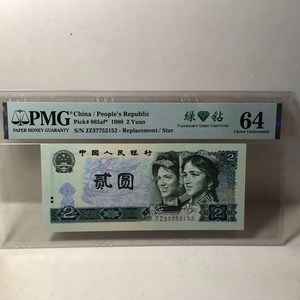 PMG
PAPER MONEY GUARANTY
China / People's Republic
Pick# 885af* 1980 2 Yuan
S/N JZ37752152 - Replacement / Star
绿 钻
Fluorescent Green Diamond
64
Choice Uncirculated
中国人民银行
贰圆
2
2
JZ37752152